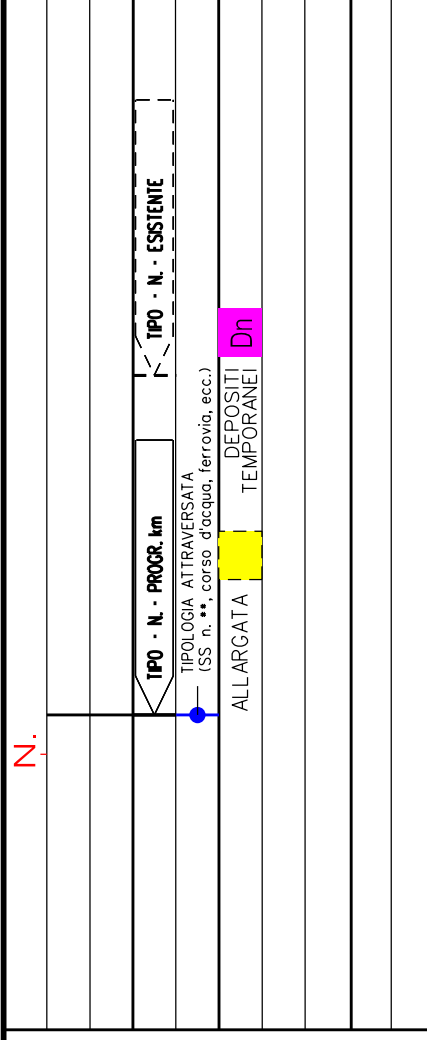 N.
TIPO - N. - PROGR. km
TIPO - N. - ESISTENTE
TIPOLOGIA ATTRAVERSATA
(SS n. **, corso d'acqua, ferrovia, ecc.)
ALLARGATA
DEPOSITI
TEMPORANEI
Dn